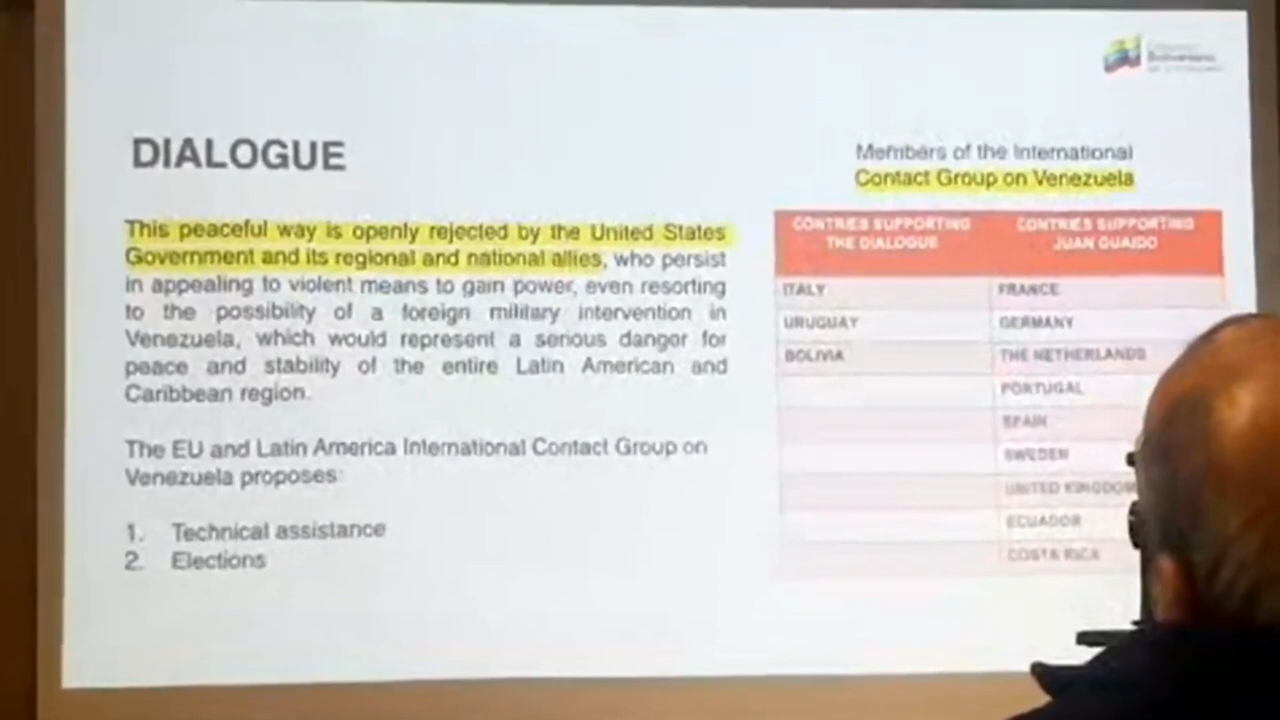 Bolivariano
DIALOGUE
This peaceful way is openly rejected by the United States
Government and its regional and national allies, who persist
in appealing to violent means to gain power, even resorting
to the possibility of a foreign military intervention in
Venezuela, which would represent a serious danger for
peace and stability of the entire Latin American and
Caribbean region.
The EU and Latin America International Contact Group on
Venezuela proposes:
1. Technical assistance
2. Elections
Members of the International
Contact Group on Venezuela
CONTRIES SUPPORTING
THE DIALOGUE
CONTRIES SUPPORTING
JUAN GUAIDO
ITALY FRANCE
URUGUAY GERMANY
BOLIVIA THE NETHERLANDS
PORTUGAL
SPAIN
SWEDEN
UNITED KINGDOM
ECUADOR
COSTA RICA